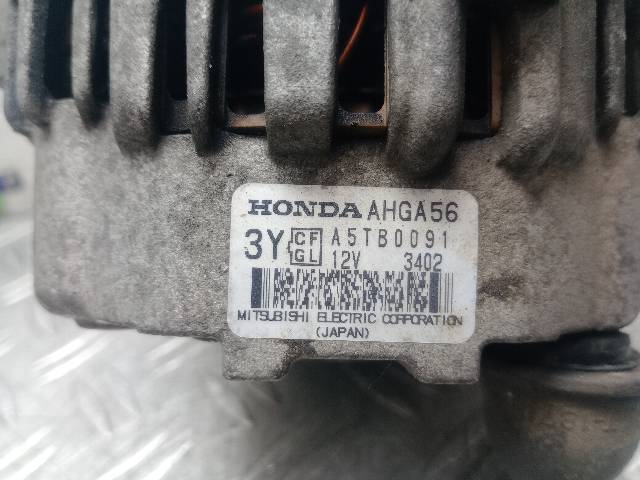 HONDA AHGA56
3Y CF GL A5TB0091
12V 3402
MITSUBISHI ELECTRIC CORPORATION
(JAPAN)